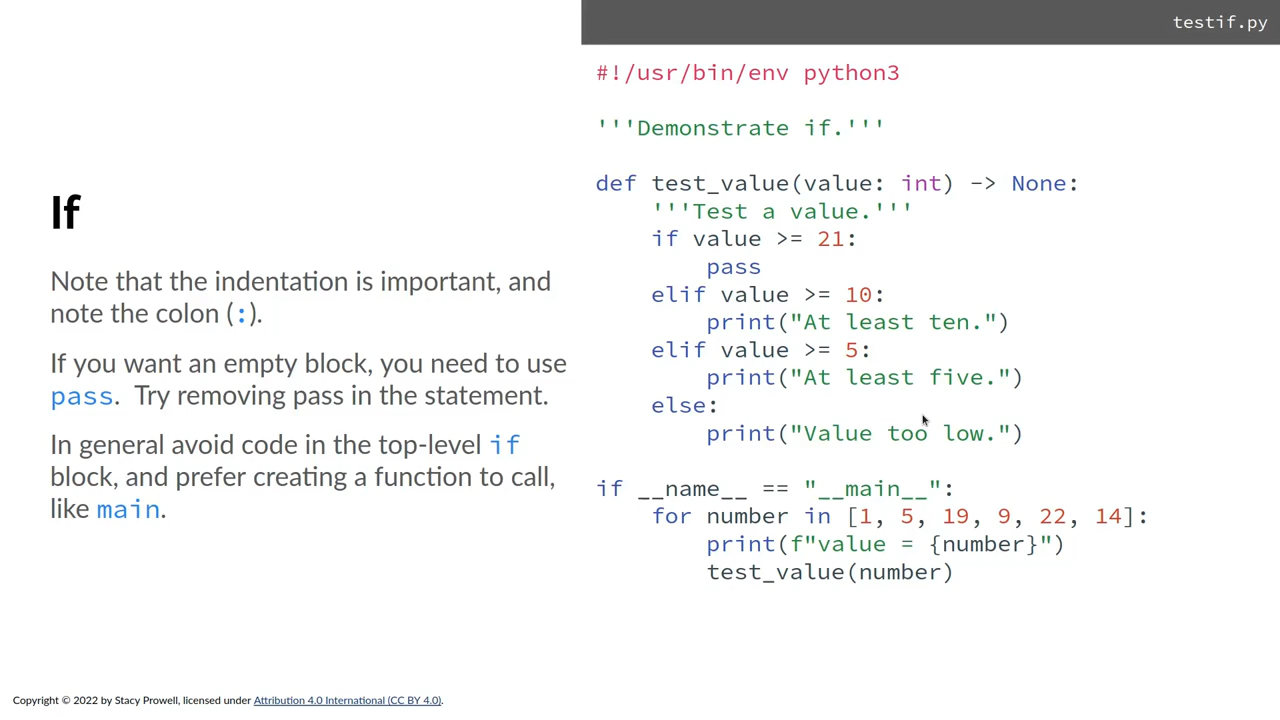 If
Note that the indentation is important, and
note the colon (:).
If you want an empty block, you need to use
pass. Try removing pass in the statement.
In general avoid code in the top-level if
block, and prefer creating a function to call,
like main.
testif.py
#!/usr/bin/env python3
'''Demonstrate if.'''
def test_value(value: int) -> None:
    '''Test a value.'''
    if value >= 21:
        pass
    elif value >= 10:
        print("At least ten.")
    elif value >= 5:
        print("At least five.")
    else:
        print("Value too low.")
if __name__ == "__main__":
    for number in [1, 5, 19, 9, 22, 14]:
        print(f"value = {number}")
        test_value(number)
Copyright © 2022 by Stacy Prowell, licensed under Attribution 4.0 International (CC BY 4.0).